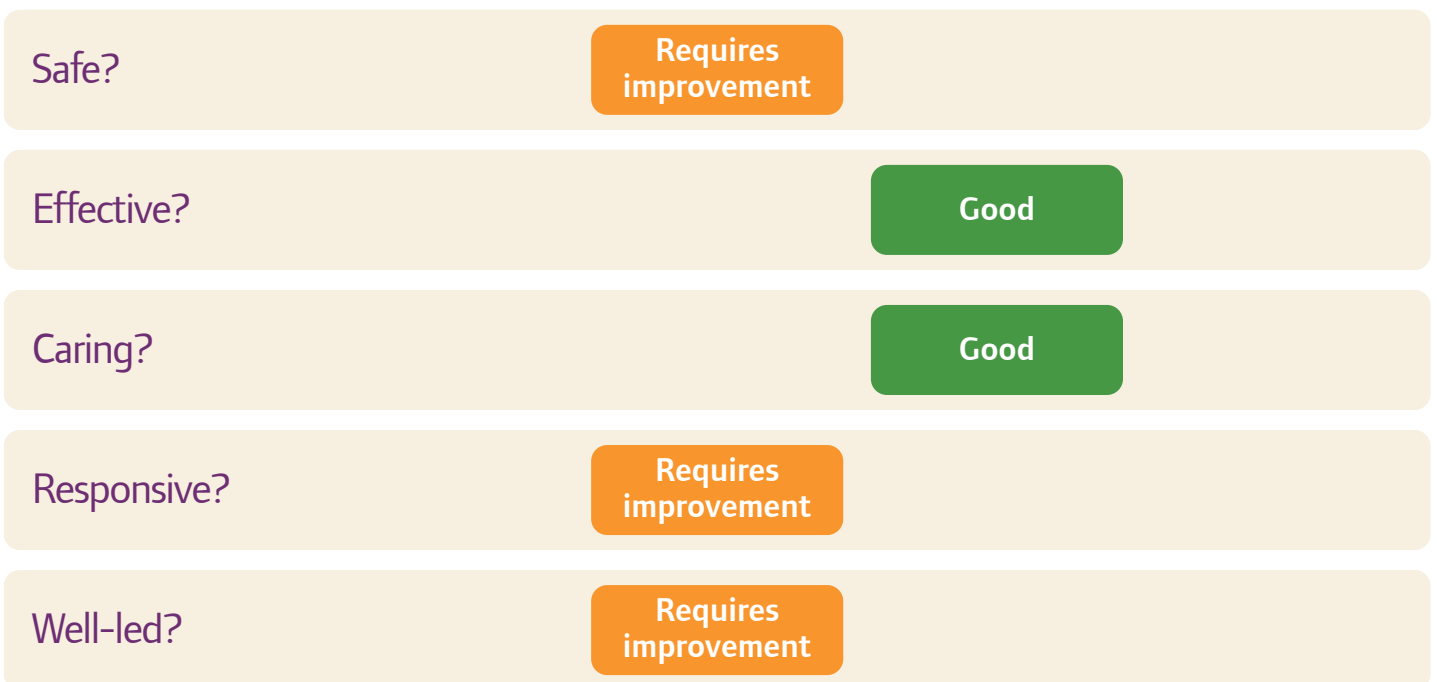 Safe?
Requires
improvement
Effective?
Good
Caring?
Good
Responsive?
Requires
improvement
Well-led?
Requires
improvement